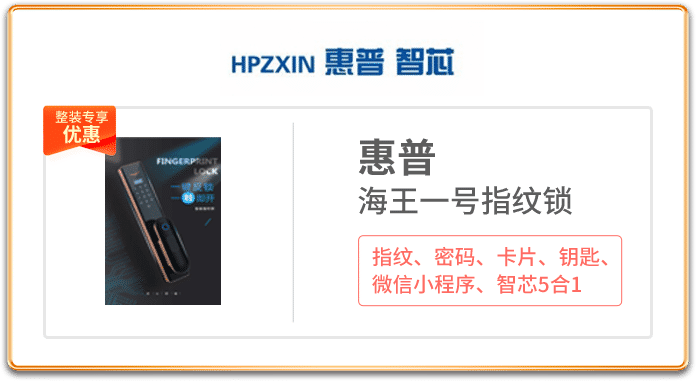 HPZXIN 惠普 智芯
整装专享
优惠
FINGERPRINT
LOCK
惠普
海王一号指纹锁
指纹、密码、卡片、钥匙、
微信小程序、智芯5合1